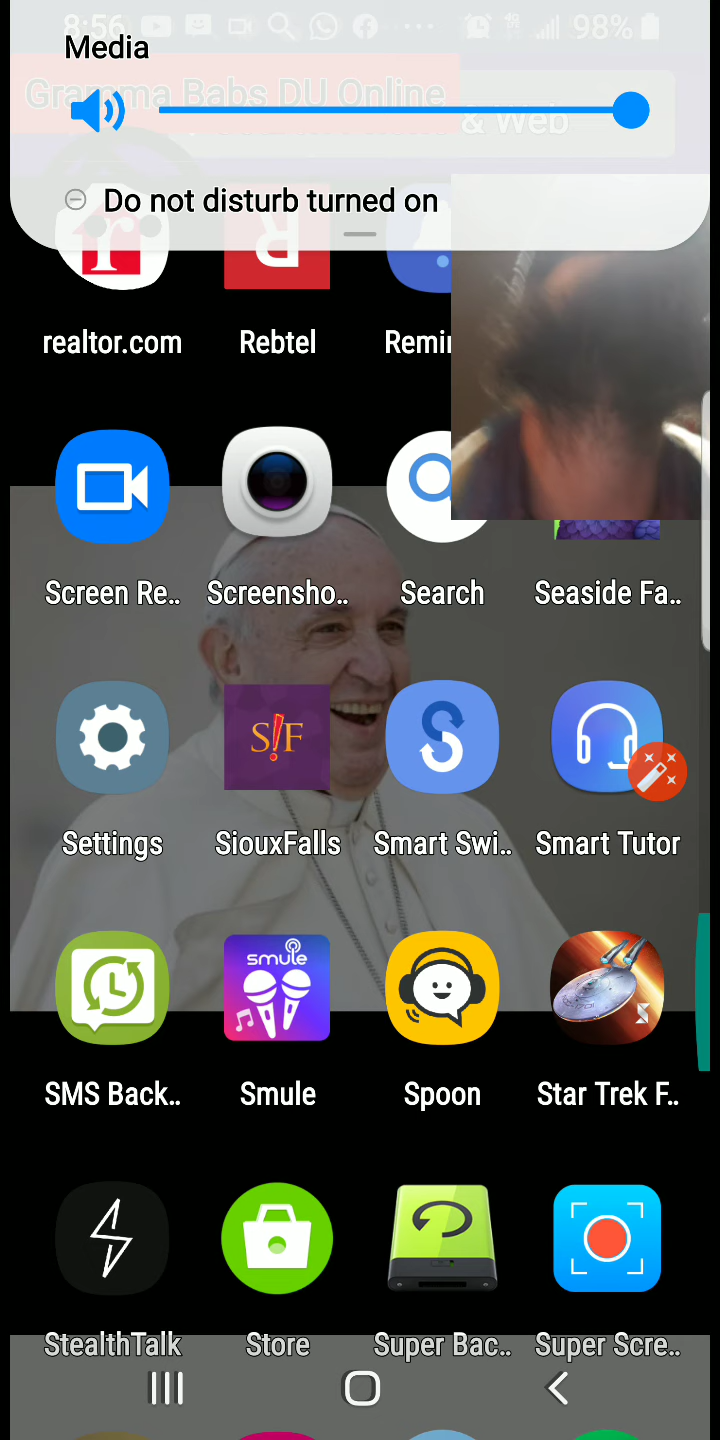 8:56
98%
Media
Gramma Babs DU Online
& Web
Do not disturb turned on
r
R
realtor.com
Rebtel
Remin
Screen Re..
Screensho..
Search
Seaside Fa..
S!F
Settings
SiouxFalls
Smart Swi..
Smart Tutor
smule
SMS Back..
Smule
Spoon
Star Trek F..
StealthTalk
Store
Super Bac..
Super Scre..